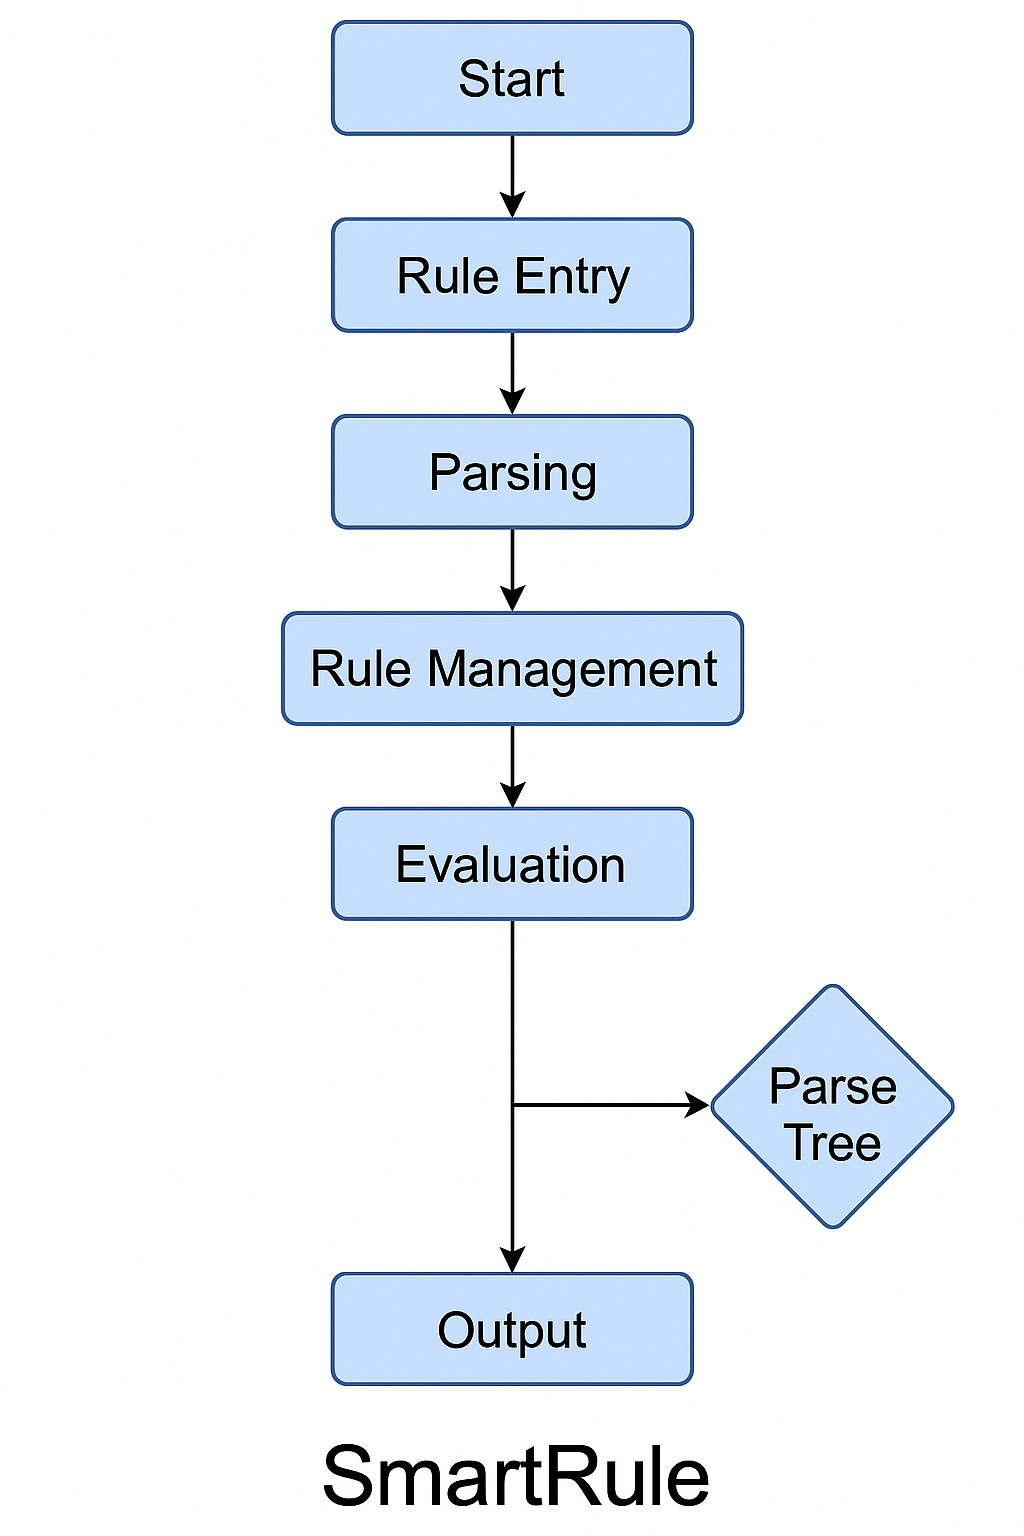 Start
Rule Entry
Parsing
Rule Management
Evaluation
Parse
Tree
Output
SmartRule